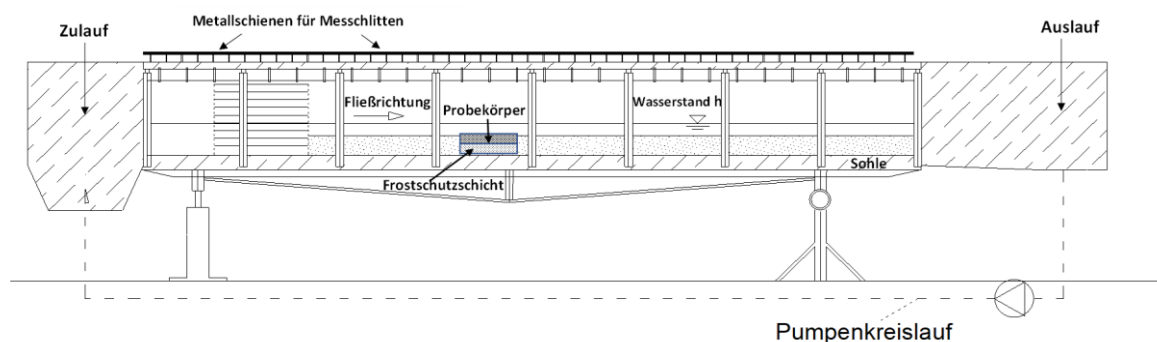 Metallschienen für Messchlitten
Zulauf
Auslauf
Fließrichtung
Probekörper
Wasserstand h
Sohle
Frostschutzschicht
Pumpenkreislauf